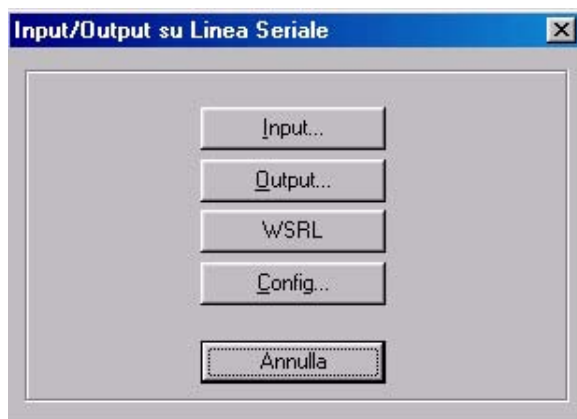 Input/Output su Linea Seriale
Input...
Output...
WSRL
Config...
Annulla